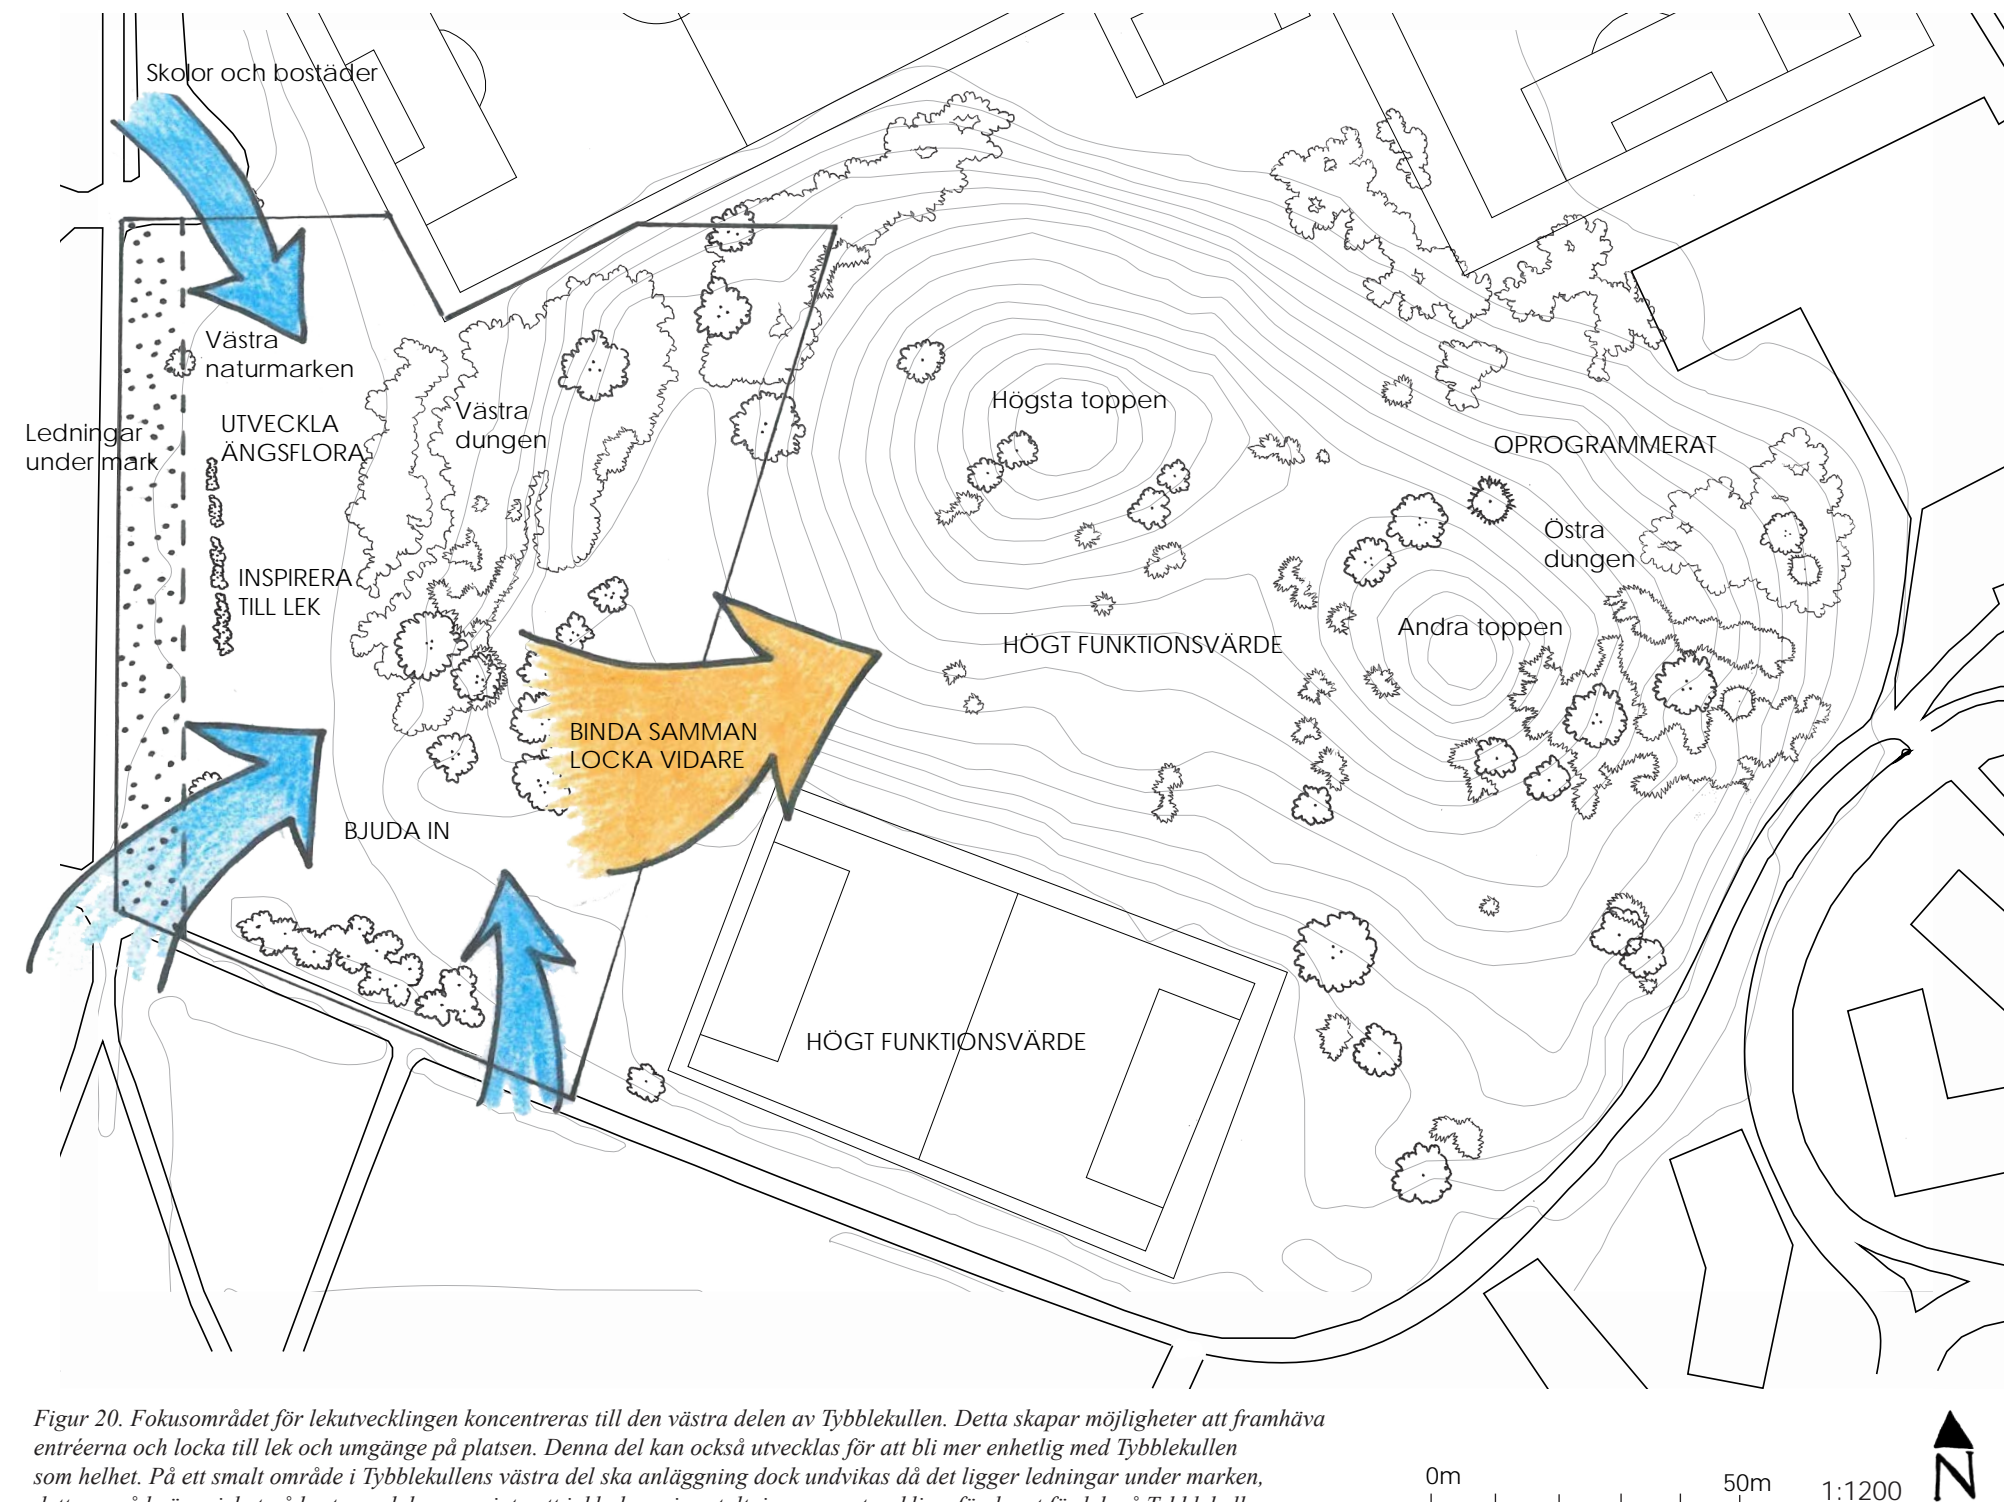 Skolor och bostäder
Västra
naturmarken
Ledningar
under mark
UTVECKLA
ÄNGSFLORA
Västra
dungen
INSPIRERA
TILL LEK
Högsta toppen
OPROGRAMMERAT
Östra
dungen
Andra toppen
HÖGT FUNKTIONSVÄRDE
BINDA SAMMAN
LOCKA VIDARE
BJUDA IN
HÖGT FUNKTIONSVÄRDE
Figur 20. Fokusområdet för lekutvecklingen koncentreras till den västra delen av Tybblekullen. Detta skapar möjligheter att framhäva
entréerna och locka till lek och umgänge på platsen. Denna del kan också utvecklas för att bli mer enhetlig med Tybblekullen
som helhet. På ett smalt område i Tybblekullens västra del ska anläggning dock undvikas då det ligger ledningar under marken,
0m
50m
1:1200
N